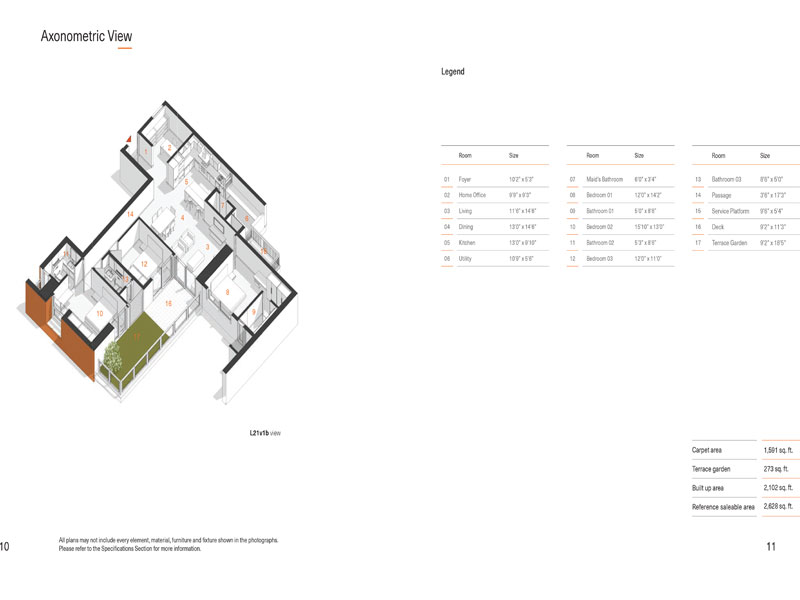 Axonometric View
Legend
Room Size
01 Foyer 10'2" x 5'3"
02 Home Office 9'9" x 9'3"
03 Living 11'6" x 14'8"
04 Dining 13'0" x 14'8"
05 Kitchen 13'0" x 9'10"
06 Utility 10'9" x 5'8"
Room Size
07 Maid's Bathroom 6'0" x 3'4"
08 Bedroom 01 12'0" x 14'2"
09 Bathroom 01 5'0" x 8'8"
10 Bedroom 02 15'10" x 13'0"
11 Bathroom 02 5'3" x 8'6"
12 Bedroom 03 12'0" x 11'0"
Room Size
13 Bathroom 03 8'6" x 5'0"
14 Passage 3'6" x 17'3"
15 Service Platform 9'6" x 5'4"
16 Deck 9'2" x 11'3"
17 Terrace Garden 9'2" x 18'5"
1
2
5
7
14
4
6
3
12
8
16
9
10
L21v1b view
Carpet area 1,591 sq. ft.
Terrace garden 273 sq. ft.
Built up area 2,102 sq. ft.
Reference saleable area 2,628 sq. ft.
All plans may not include every element, material, furniture and fixture shown in the photographs.
Please refer to the Specifications Section for more information.
10
11